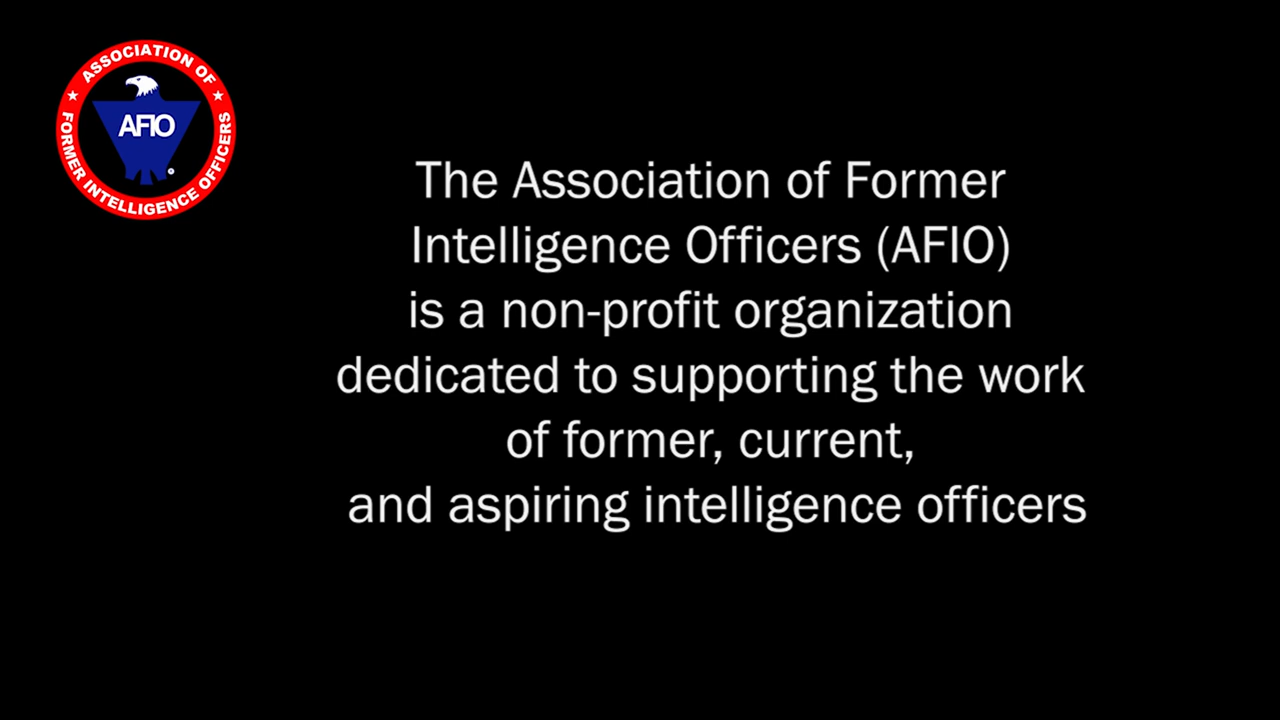 ASSOCIATION OF
FORMER INTELLIGENCE OFFICERS
AFIO
The Association of Former
Intelligence Officers (AFIO)
is a non-profit organization
dedicated to supporting the work
of former, current,
and aspiring intelligence officers